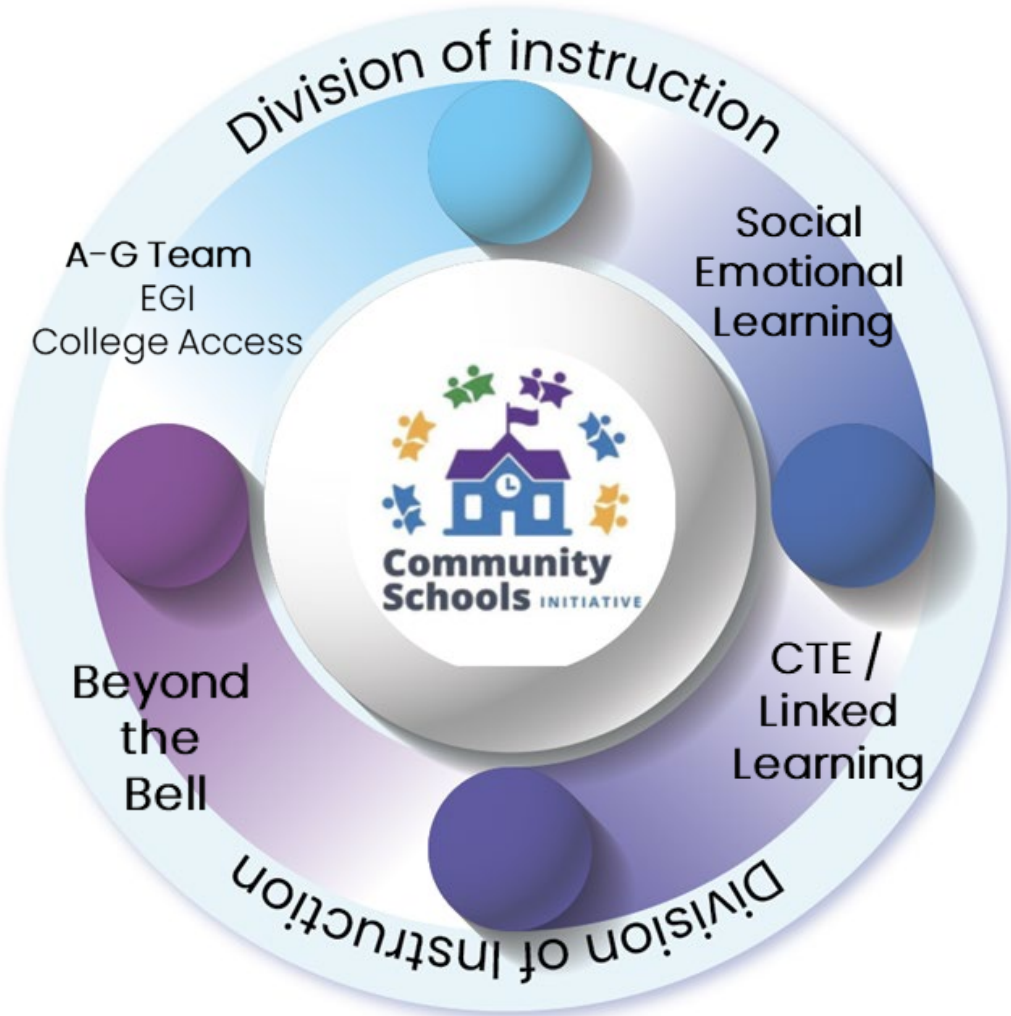 Division of instruction
A-G Team
EGI
College Access
Social
Emotional
Learning
Community
Schools INITIATIVE
Beyond
the
Bell
CTE /
Linked
Learning
Division of Instruction